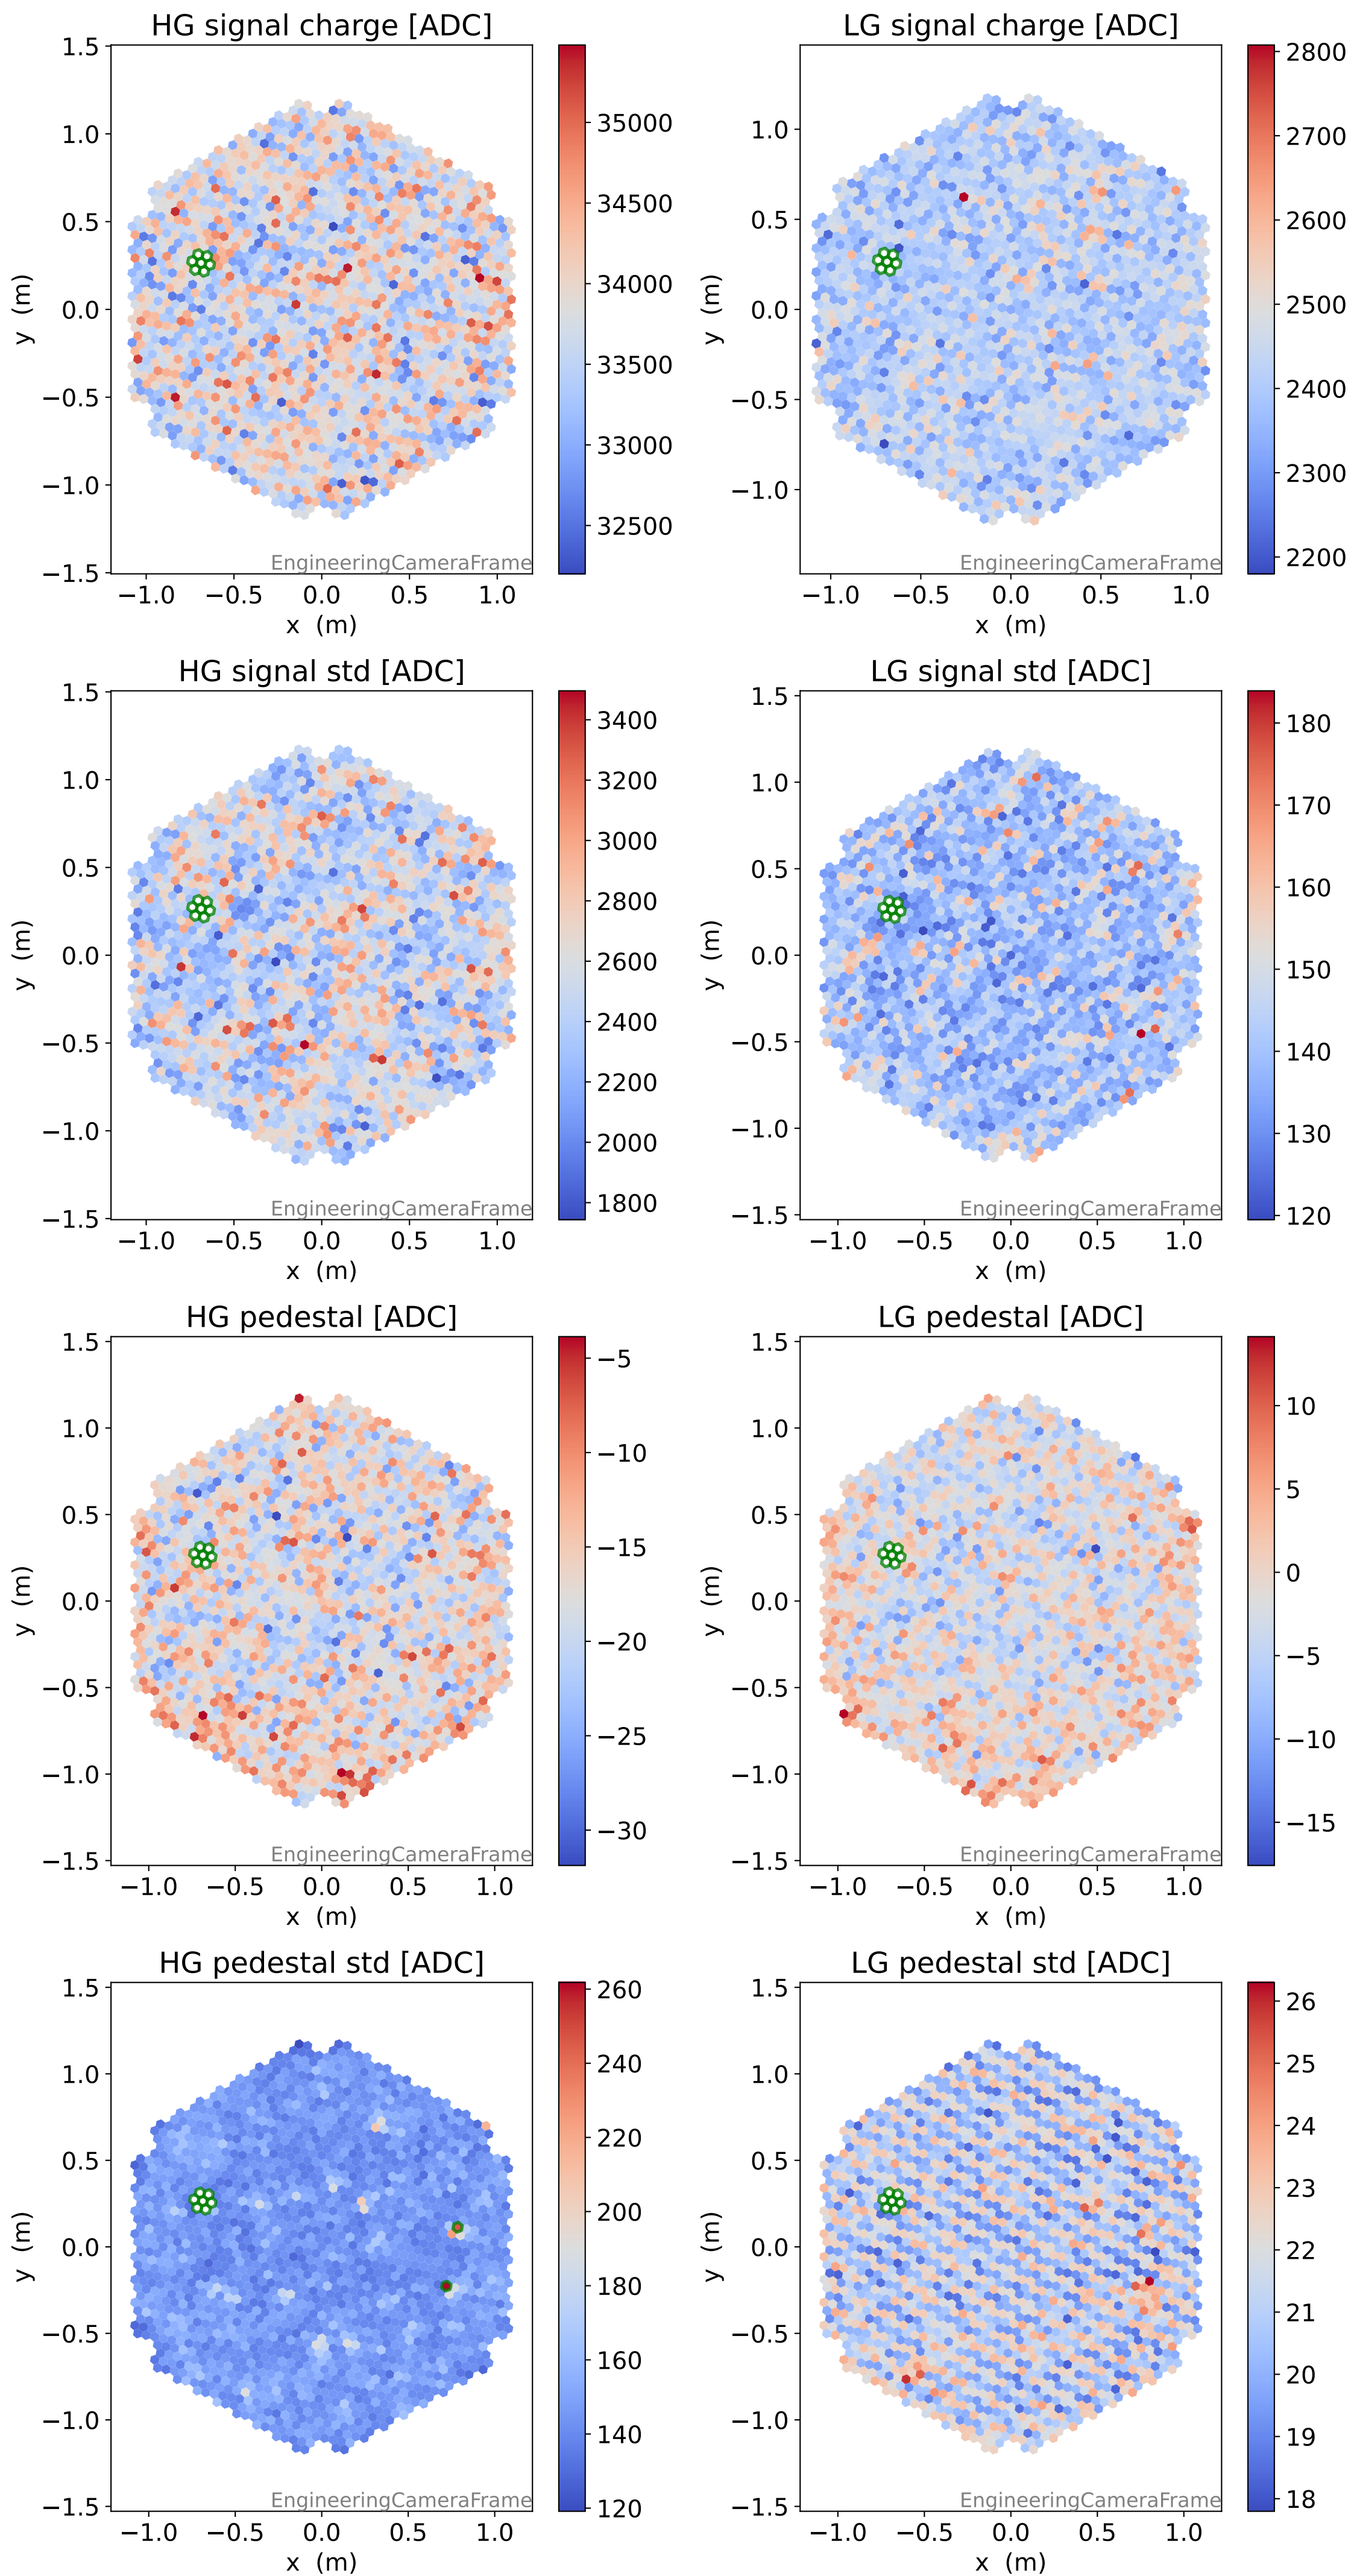 HG signal charge [ADC]
1.5
1.0
0.5
0.0
−0.5
−1.0
−1.5
−1.0 −0.5 0.0 0.5 1.0
x (m)
y (m)
EngineeringCameraFrame
35000
34500
34000
33500
33000
32500
LG signal charge [ADC]
1.0
0.5
0.0
−0.5
−1.0
−1.0 −0.5 0.0 0.5 1.0
x (m)
y (m)
EngineeringCameraFrame
2800
2700
2600
2500
2400
2300
2200
HG signal std [ADC]
1.5
1.0
0.5
0.0
−0.5
−1.0
−1.5
−1.0 −0.5 0.0 0.5 1.0
x (m)
y (m)
EngineeringCameraFrame
3400
3200
3000
2800
2600
2400
2200
2000
1800
LG signal std [ADC]
1.5
1.0
0.5
0.0
−0.5
−1.0
−1.5
−1.0 −0.5 0.0 0.5 1.0
x (m)
y (m)
EngineeringCameraFrame
180
170
160
150
140
130
120
HG pedestal [ADC]
1.5
1.0
0.5
0.0
−0.5
−1.0
−1.5
−1.0 −0.5 0.0 0.5 1.0
x (m)
y (m)
EngineeringCameraFrame
−5
−10
−15
−20
−25
−30
LG pedestal [ADC]
1.5
1.0
0.5
0.0
−0.5
−1.0
−1.5
−1.0 −0.5 0.0 0.5 1.0
x (m)
y (m)
EngineeringCameraFrame
10
5
0
−5
−10
−15
HG pedestal std [ADC]
1.5
1.0
0.5
0.0
−0.5
−1.0
−1.5
−1.0 −0.5 0.0 0.5 1.0
x (m)
y (m)
EngineeringCameraFrame
260
240
220
200
180
160
140
120
LG pedestal std [ADC]
1.5
1.0
0.5
0.0
−0.5
−1.0
−1.5
−1.0 −0.5 0.0 0.5 1.0
x (m)
y (m)
EngineeringCameraFrame
26
25
24
23
22
21
20
19
18